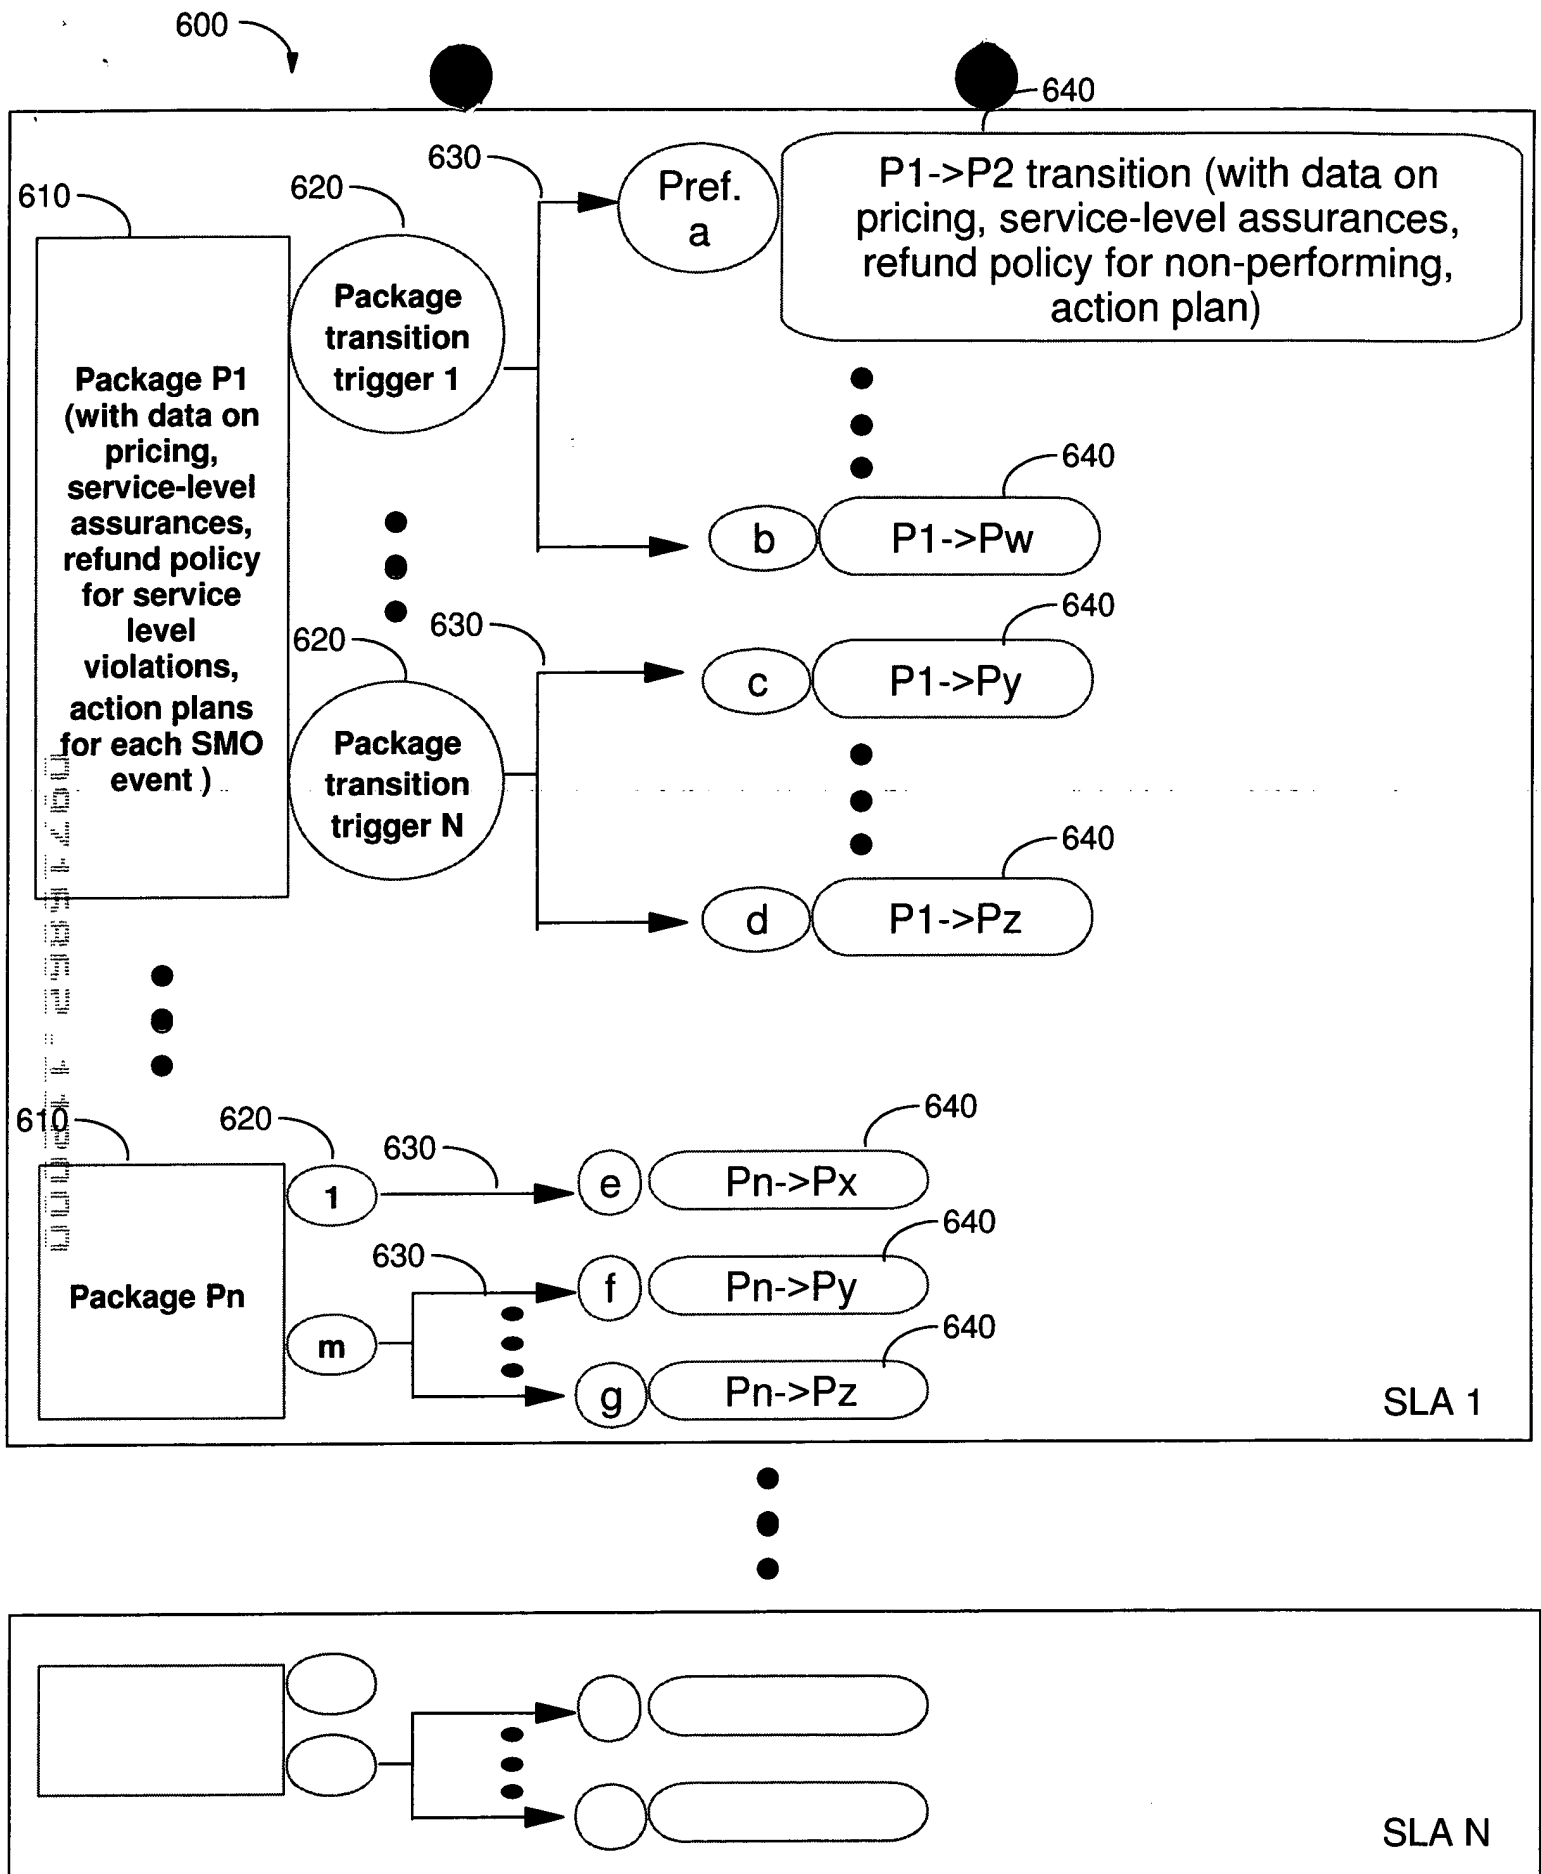 600
640
630
Pref.
a
P1->P2 transition (with data on
pricing, service-level assurances,
refund policy for non-performing,
action plan)
620
610
Package
transition
trigger 1
Package P1
(with data on
pricing,
service-level
assurances,
refund policy
for service
level
violations,
action plans
for each SMO
event )
640
b
P1->Pw
640
630
620
c
P1->Py
Package
transition
trigger N
640
d
P1->Pz
610
620
630
640
1
e
Pn->Px
640
630
f
Pn->Py
Package Pn
640
m
g
Pn->Pz
SLA 1
SLA N